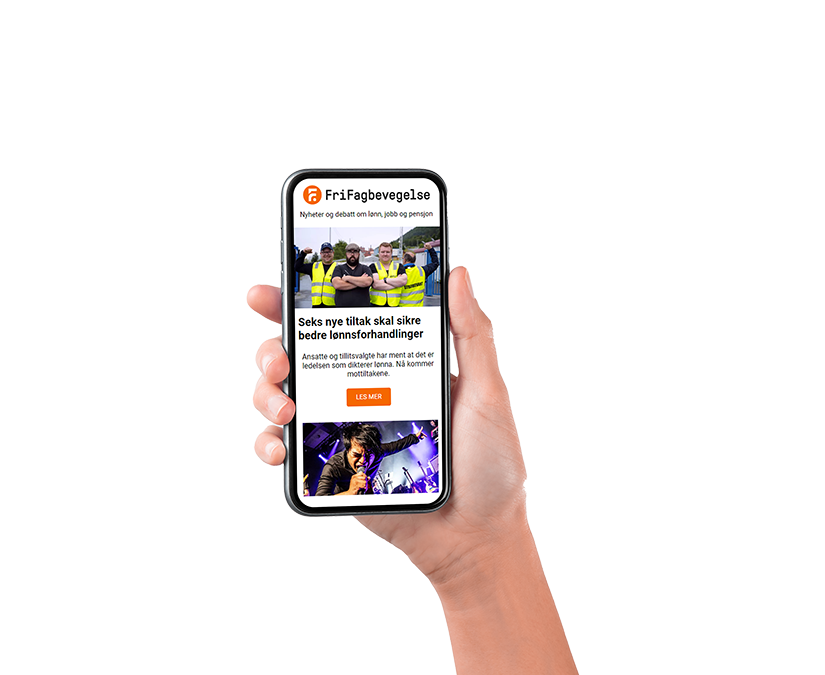 FriFagbevegelse
Nyheter og debatt om lønn, jobb og pensjon
Seks nye tiltak skal sikre
bedre lønnsforhandlinger
Ansatte og tillitsvalgte har ment at det er
ledelsen som dikterer lønna. Nå kommer
mottiltakene.
LES MER